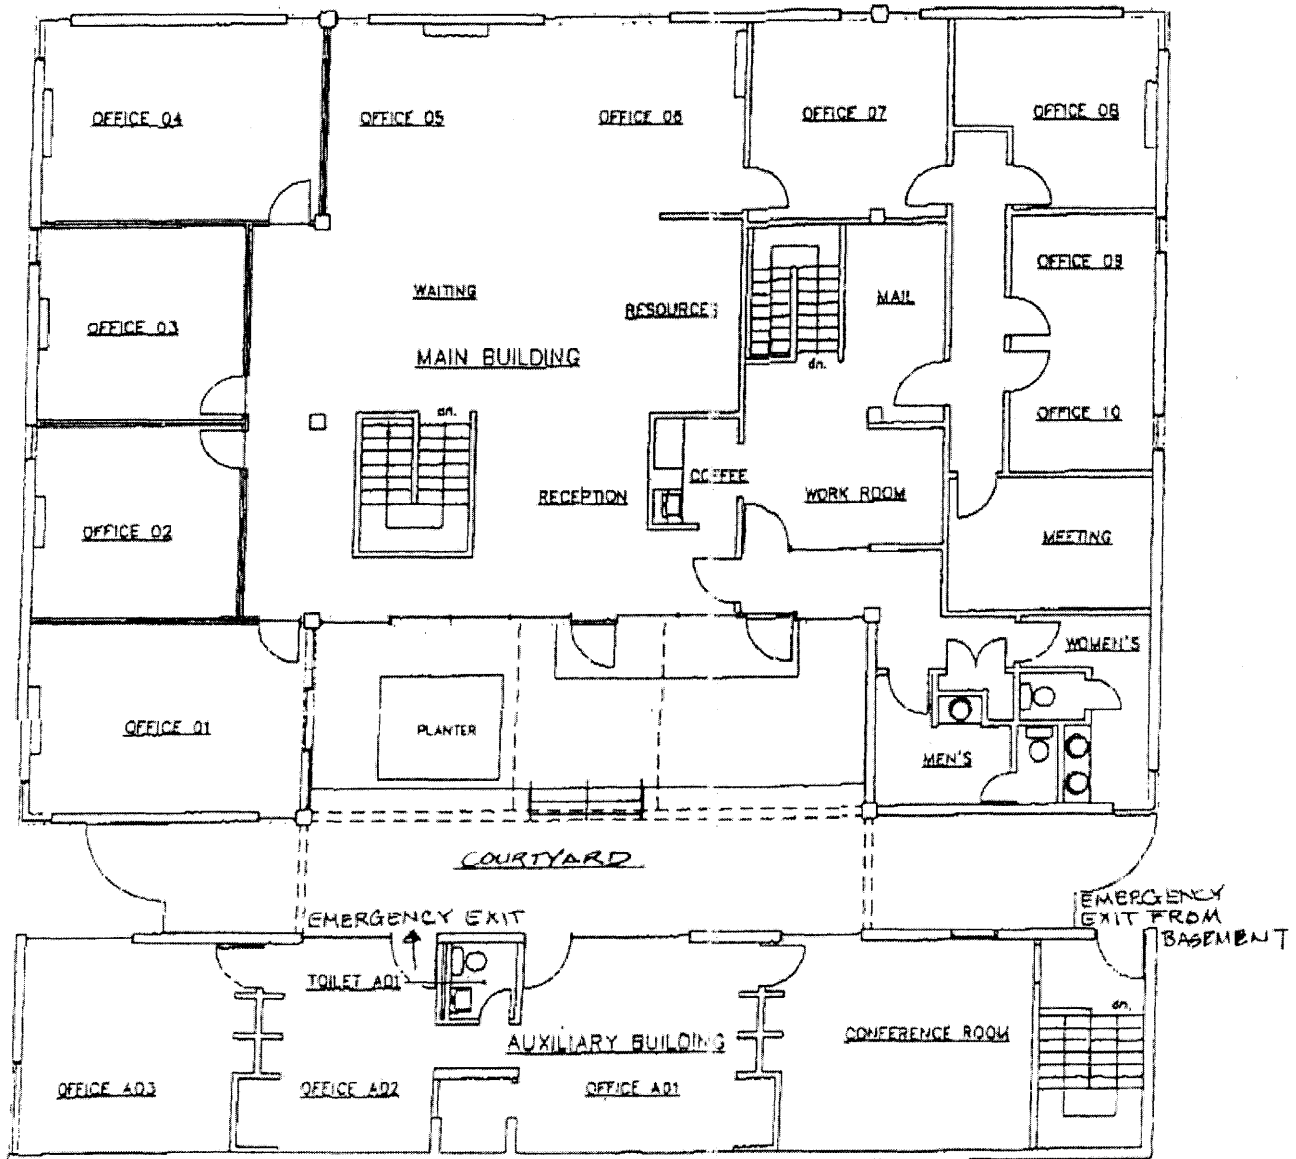 OFFICE 04
OFFICE 05
OFFICE 06
OFFICE 07
OFFICE 08
OFFICE 09
WAITING
RESOURCE
MAIL
OFFICE 03
MAIN BUILDING
dn.
dn.
OFFICE 10
COFFEE
RECEPTION
WORK ROOM
OFFICE 02
MEETING
WOMEN'S
OFFICE 01
PLANTER
MEN'S
COURTYARD
EMERGENCY EXIT
EMERGENCY
EXIT FROM
BASEMENT
TOILET A01
dn.
AUXILIARY BUILDING
CONFERENCE ROOM
OFFICE A03
OFFICE A02
OFFICE A01